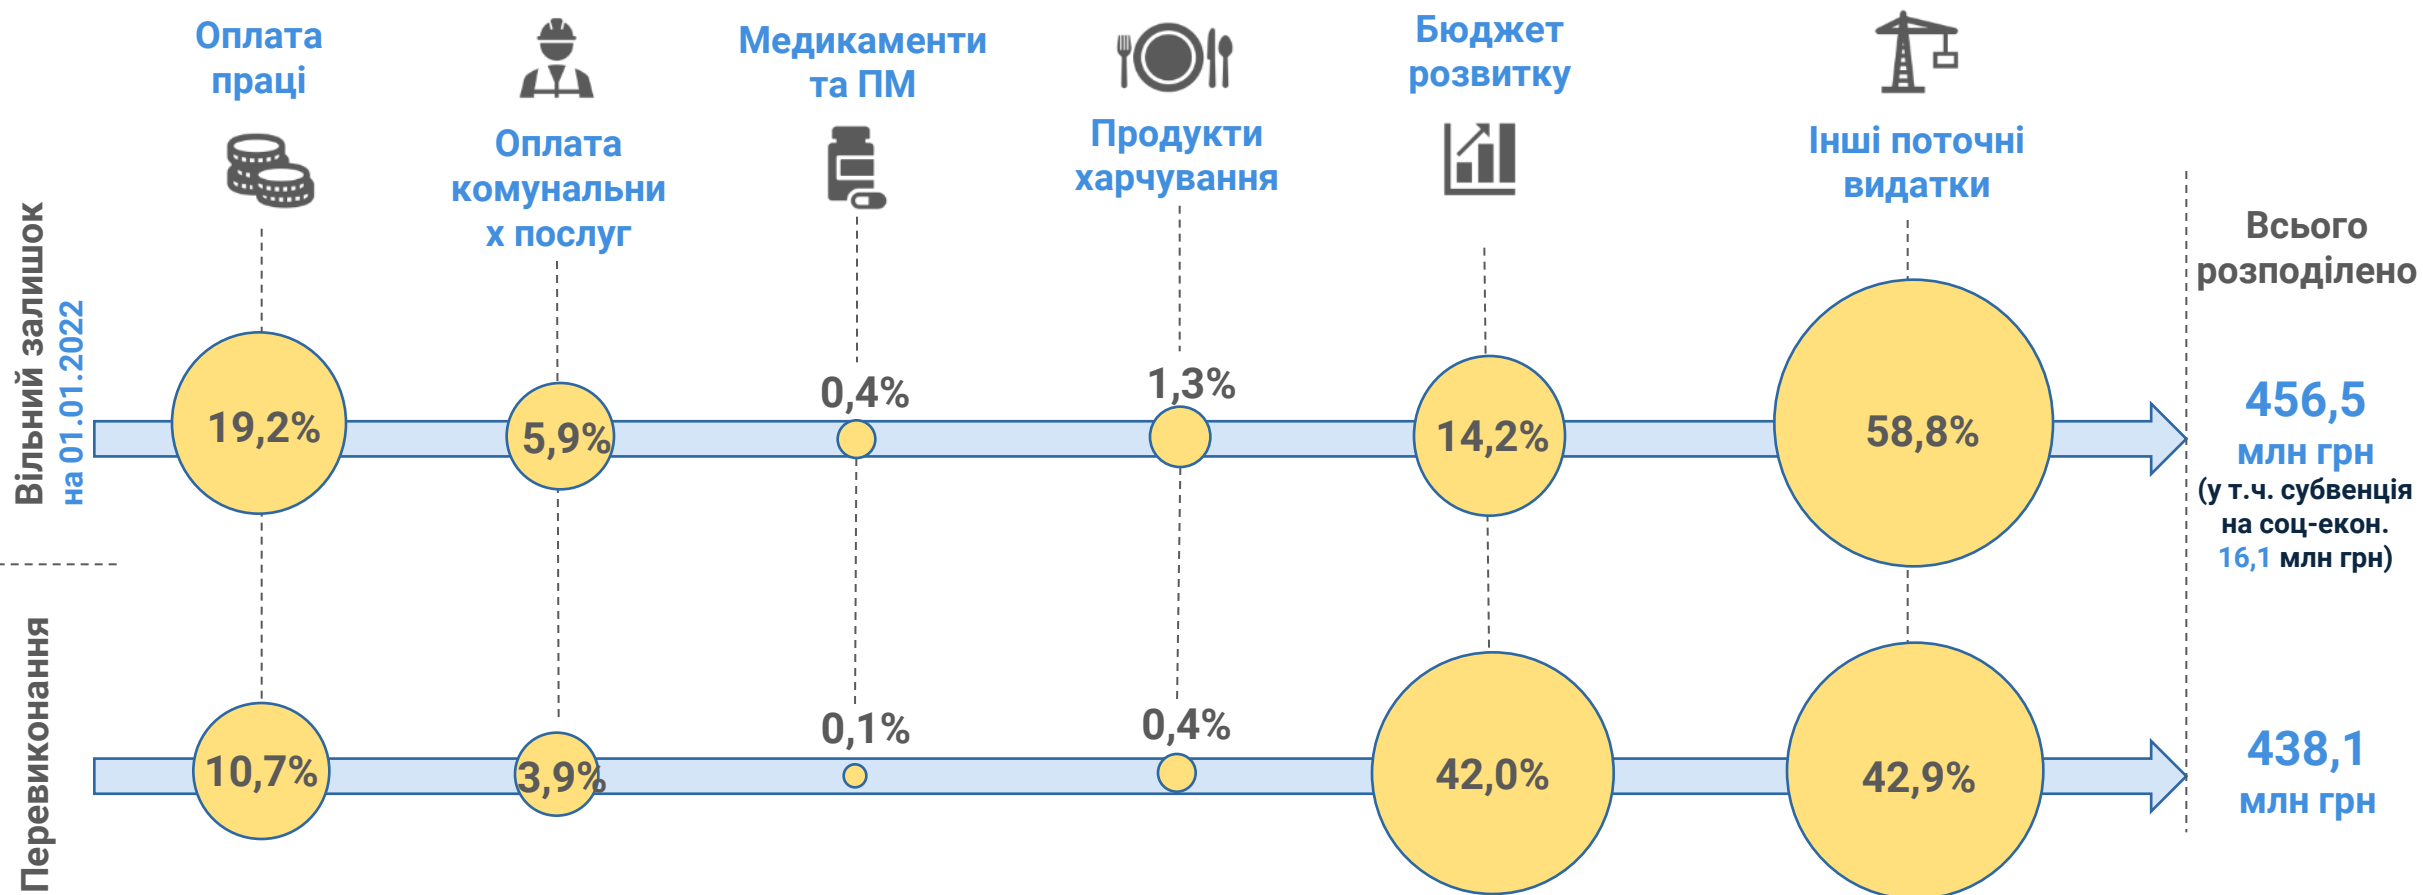 Оплата
праці
Оплата
комунальни
х послуг
Медикаменти
та ПМ
Продукти
харчування
Бюджет
розвитку
Інші поточні
видатки
Всього
розподілено
Вільний залишок
на 01.01.2022
19,2%
5,9%
0,4%
1,3%
14,2%
58,8%
456,5
млн грн
(у т.ч. субвенція
на соц-екон.
16,1 млн грн)
Перевиконання
10,7%
3,9%
0,1%
0,4%
42,0%
42,9%
438,1
млн грн